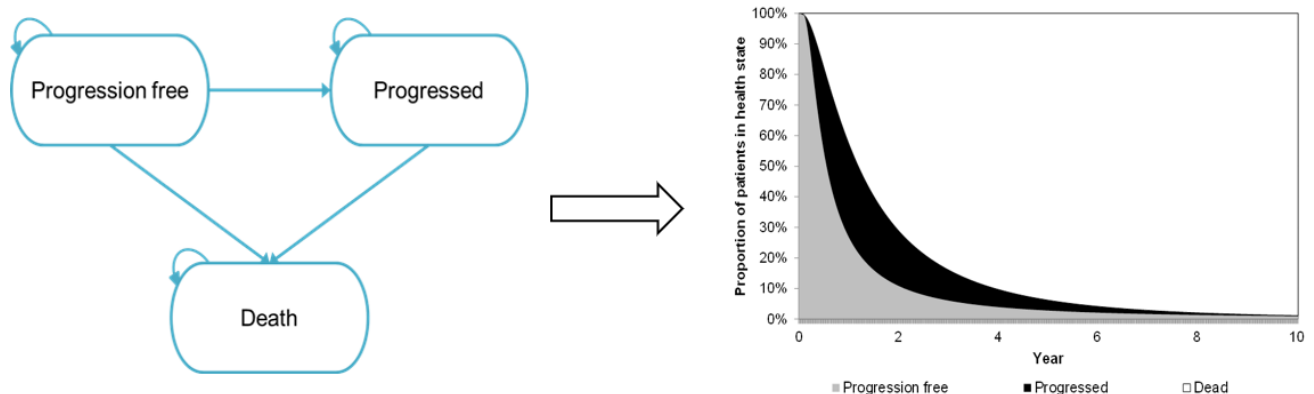 Progression free
Progressed
Death
Proportion of patients in health state
100%
90%
80%
70%
60%
50%
40%
30%
20%
10%
0%
0 2 4 6 8 10
Year
Progression free Progressed Dead